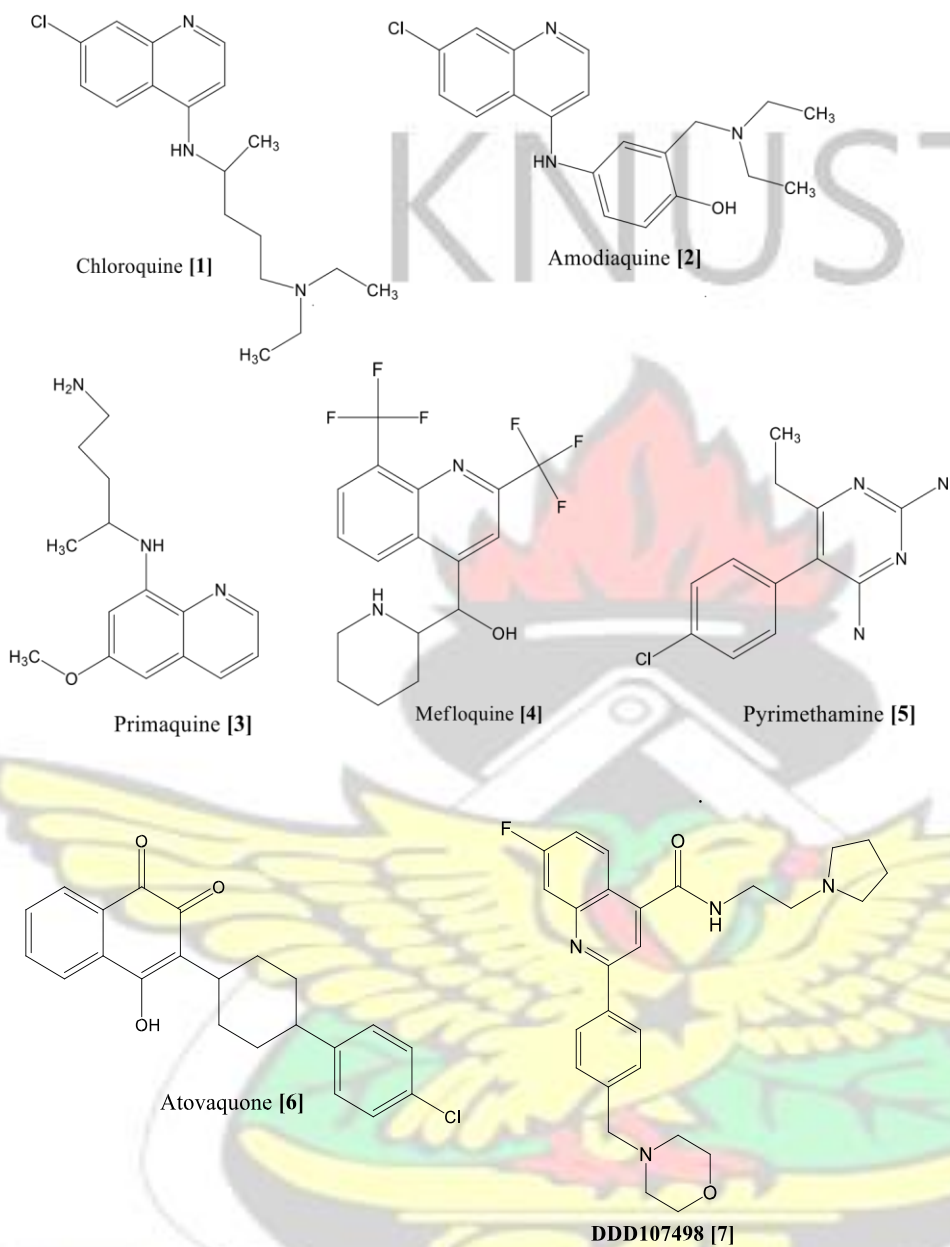 Cl
N
HN
CH3
N
CH3
H3C
Chloroquine [1]
Cl
N
HN
N
CH3
CH3
OH
Amodiaquine [2]
KNUST
H2N
H3C
NH
N
H3C
O
Primaquine [3]
F
F
F
N
F
F
F
H
N
OH
Mefloquine [4]
CH3
N
N
N
N
Cl
Pyrimethamine [5]
O
O
OH
Cl
Atovaquone [6]
F
O
N
H
N
N
N
O
DDD107498 [7]